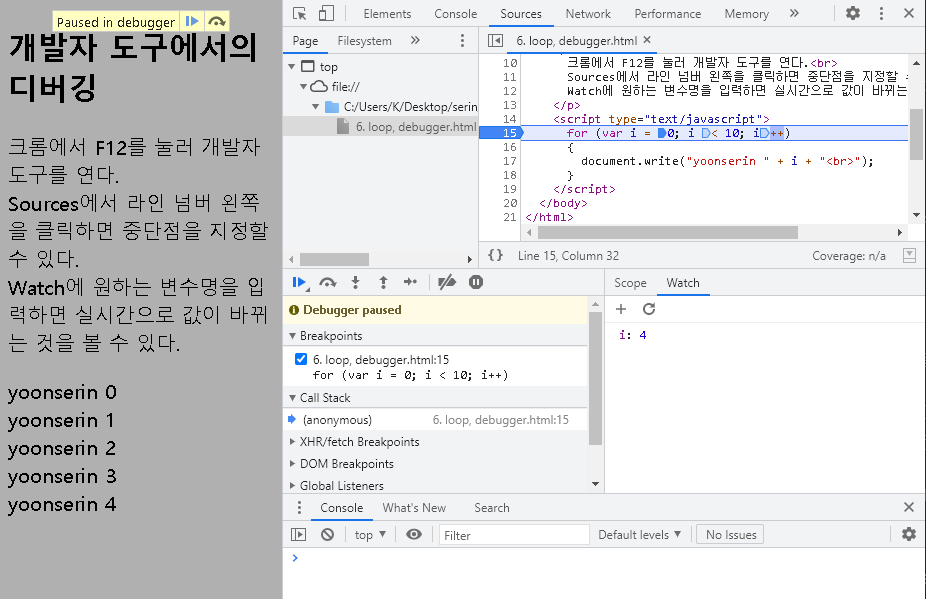 Paused in debugger
개발자 도구에서의
디버깅
크롬에서 F12를 눌러 개발자
도구를 연다.
Sources에서 라인 넘버 왼쪽
을 클릭하면 중단점을 지정할
수 있다.
Watch에 원하는 변수명을 입
력하면 실시간으로 값이 바뀌
는 것을 볼 수 있다.
yoonserin 0
yoonserin 1
yoonserin 2
yoonserin 3
yoonserin 4
Elements Console Sources Network Performance Memory »
Page Filesystem »
top
file://
C:/Users/K/Desktop/serin
6. loop, debugger.html
6. loop, debugger.html ×
10 크롬에서 F12를 눌러 개발자 도구를 연다.<br>
11 Sources에서 라인 넘버 왼쪽을 클릭하면 중단점을 지정할
12 Watch에 원하는 변수명을 입력하면 실시간으로 값이 바뀌는
13 </p>
14 <script type="text/javascript">
15 for (var i = 0; i < 10; i++)
16 {
17 document.write("yoonserin " + i + "<br>");
18 }
19 </script>
20 </body>
21 </html>
{ } Line 15, Column 32 Coverage: n/a
Debugger paused
Breakpoints
6. loop, debugger.html:15
for (var i = 0; i < 10; i++)
Call Stack
(anonymous) 6. loop, debugger.html:15
XHR/fetch Breakpoints
DOM Breakpoints
Global Listeners
Scope Watch
i: 4
Console What's New Search
top Filter Default levels No Issues